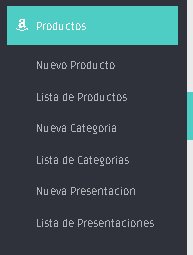 Productos
Nuevo Producto
Lista de Productos
Nueva Categoria
Lista de Categorias
Nueva Presentacion
Lista de Presentaciones